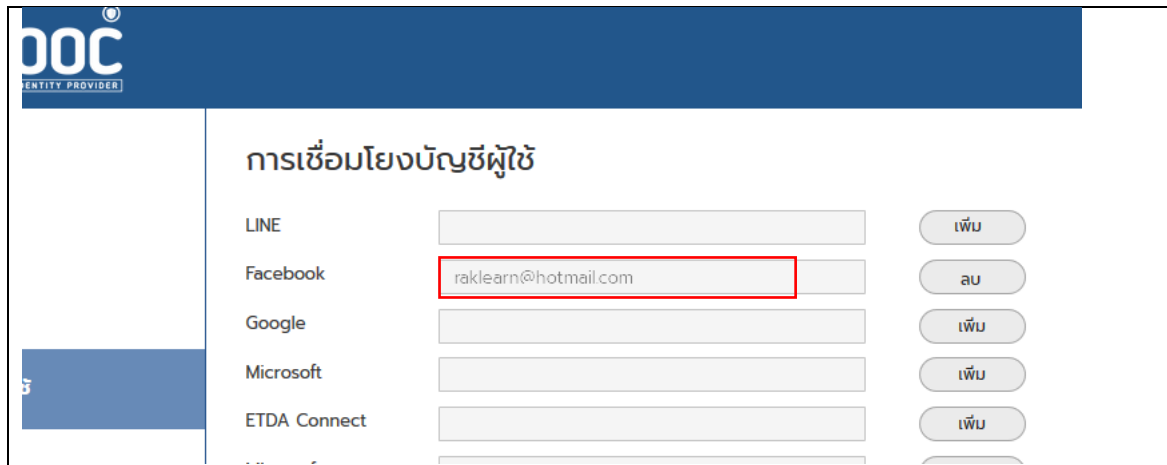 OOC
IDENTITY PROVIDER
การเชื่อมโยงบัญชีผู้ใช้
LINE
เพิ่ม
Facebook
raklearn@hotmail.com
ลบ
Google
เพิ่ม
Microsoft
เพิ่ม
ETDA Connect
เพิ่ม